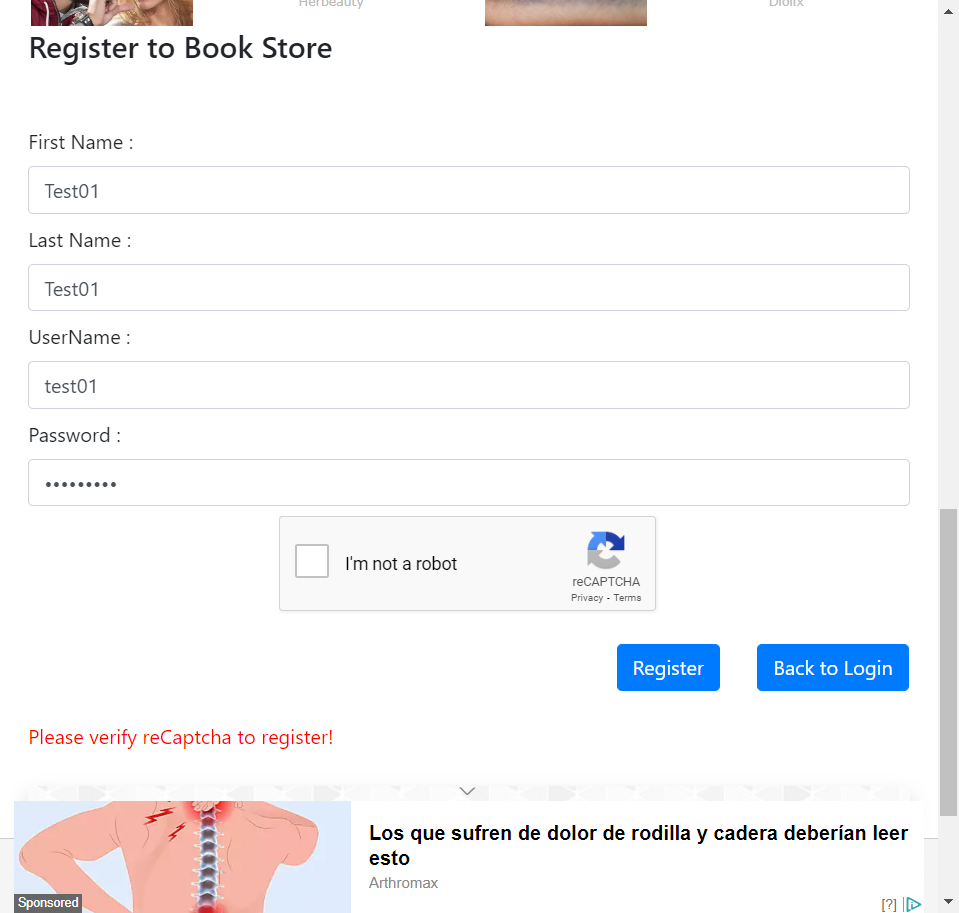 Herbeauty
Diolix
Register to Book Store
First Name :
Test01
Last Name :
Test01
UserName :
test01
Password :
•••••••••
I'm not a robot
reCAPTCHA
Privacy - Terms
Register
Back to Login
Please verify reCaptcha to register!
Los que sufren de dolor de rodilla y cadera deberían leer
esto
Arthromax
Sponsored
[?]